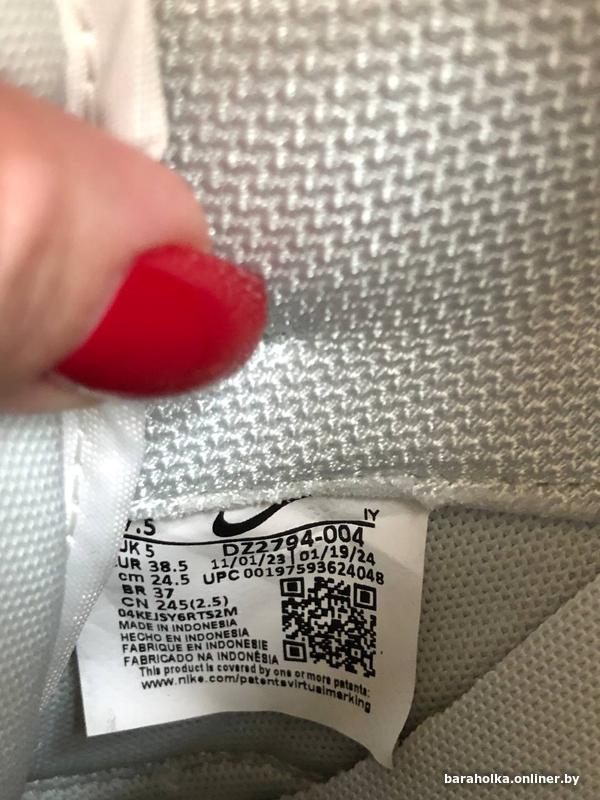 7.5 IY
UK 5 DZ2794-004
EUR 38.5 11/01/23 01/19/24
cm 24.5 UPC 00197593624048
BR 37
CN 245(2.5)
04KEJSY6RTS2M
MADE IN INDONESIA
HECHO EN INDONESIA
FABRIQUE EN INDONESIE
FABRICADO NA INDONÉSIA
This product is covered by one or more patents:
www.nike.com/patentsvirtualmarking
baraholka.onliner.by